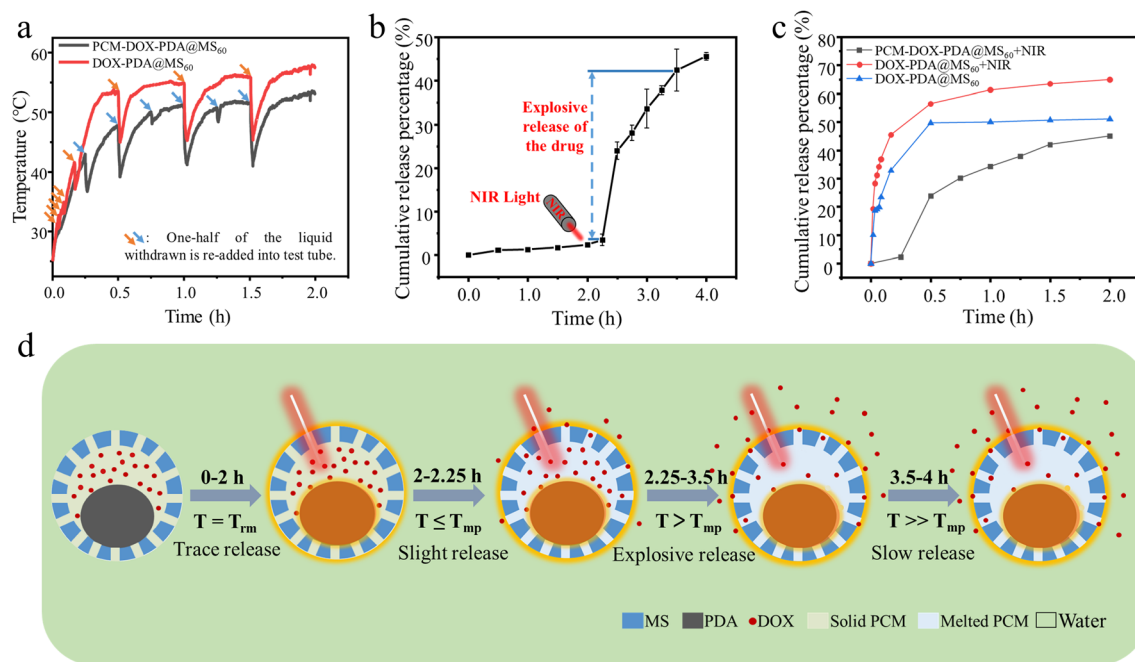 a
PCM-DOX-PDA@MS60
DOX-PDA@MS60
60
50
40
30
Temperature (℃)
: One-half of the liquid
withdrawn is re-added into test tube.
0.0 0.5 1.0 1.5 2.0
Time (h)
b
50
40
30
20
10
0
Cumulative release percentage (%)
Explosive
release of
the drug
NIR Light
NIR
0.0 1.0 2.0 3.0 4.0
Time (h)
c
80
70
60
50
40
30
20
10
0
Cumulative release percentage (%)
PCM-DOX-PDA@MS60+NIR
DOX-PDA@MS60+NIR
DOX-PDA@MS60
0.0 0.5 1.0 1.5 2.0
Time (h)
d
0-2 h
T = Trm
Trace release
2-2.25 h
T ≤ Tmp
Slight release
2.25-3.5 h
T > Tmp
Explosive release
3.5-4 h
T >> Tmp
Slow release
MS PDA DOX Solid PCM Melted PCM Water